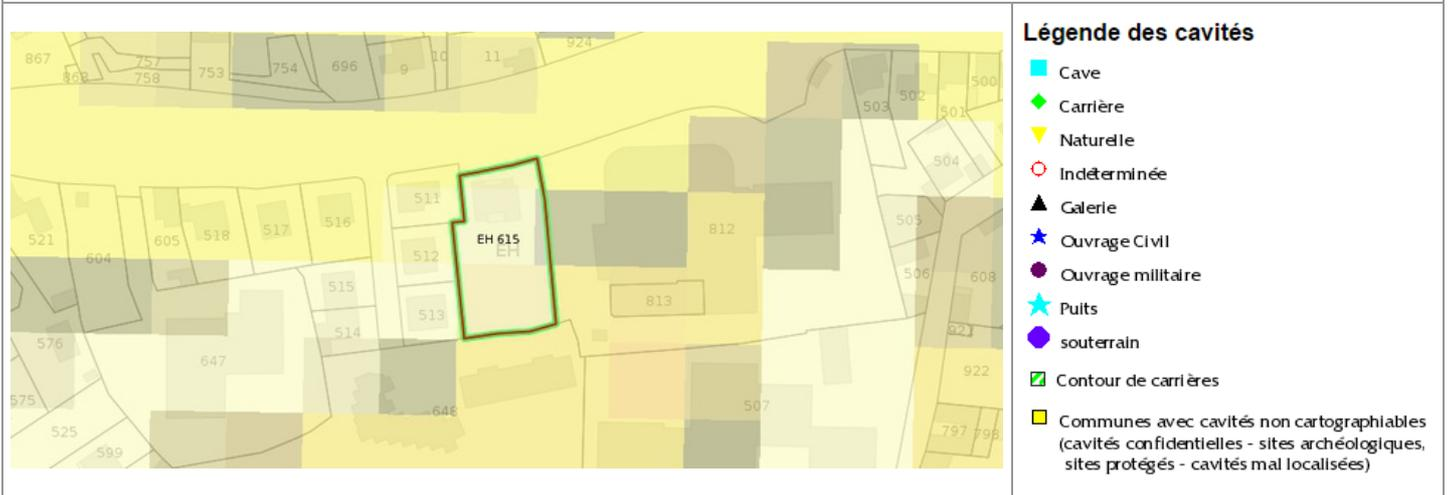 924
867
868
757
758
753
754
696
9
10
11
500
502
503
501
504
511
516
517
518
605
521
604
505
812
EH 615
EH
512
506
608
515
513
813
514
921
576
647
922
575
648
507
525
599
797
798
Légende des cavités
Cave
Carrière
Naturelle
Indéterminée
Galerie
Ouvrage Civil
Ouvrage militaire
Puits
souterrain
Contour de carrières
Communes avec cavités non cartographiables
(cavités confidentielles - sites archéologiques,
sites protégés - cavités mal localisées)